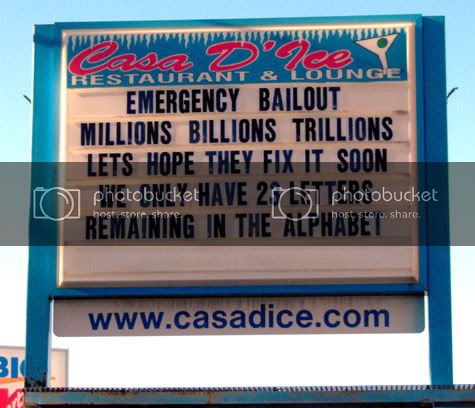 Casa D'Ice
RESTAURANT & LOUNGE
EMERGENCY BAILOUT
MILLIONS BILLIONS TRILLIONS
LETS HOPE THEY FIX IT SOON
WE ONLY HAVE 23 LETTERS
REMAINING IN THE ALPHABET
www.casadice.com
photobucket
host. store. share.
photobucket
host. store. share.